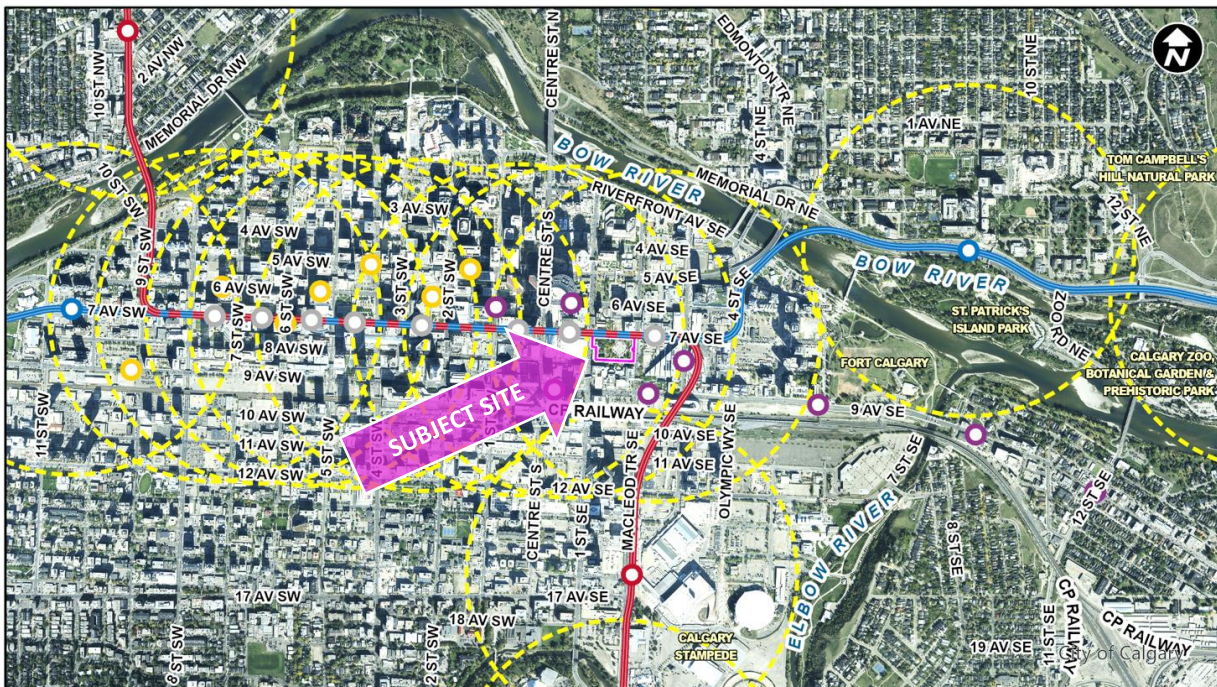 CENTRE ST N
EDMONTON TR NE
10 ST NE
10 ST NW
2 AV NW
N
MEMORIAL DR NW
4 ST NE
1 AV NE
BOW RIVER
TOM CAMPBELL'S
HILL NATURAL PARK
10 ST SW
MEMORIAL DR NE
RIVERFRONT AV SE
12 ST NE
3 AV SW
4 AV SW
CENTRE ST S
4 AV SE
9 ST SW
5 AV SW
3 ST SW
2 ST SW
5 AV SE
BOW RIVER
6 AV SW
6 ST SW
4 ST SE
6 AV SE
ZOO
RD NE
7 AV SW
ST. PATRICK'S
ISLAND PARK
7 ST SW
8 AV SW
7 AV SE
FORT CALGARY
CALGARY ZOO,
BOTANICAL GARDEN &
PREHISTORIC PARK
9 AV SW
SUBJECT SITE
CP RAILWAY
9 AV SE
11 ST SW
10 AV SW
5 ST SW
4 ST SW
10 AV SE
OLYMPIC WY SE
7 ST SE
11 AV SW
11 AV SE
12 AV SW
12 AV SE
12 ST SE
CENTRE ST S
1 ST SE
MACLEOD TR SE
ELBOW RIVER
8 ST SE
17 AV SW
17 AV SE
18 AV SW
8 ST SW
2 ST SW
CALGARY
STAMPEDE
11 ST SE
CP RAILWAY
CP RAILWAY
19 AV SE
City of Calgary